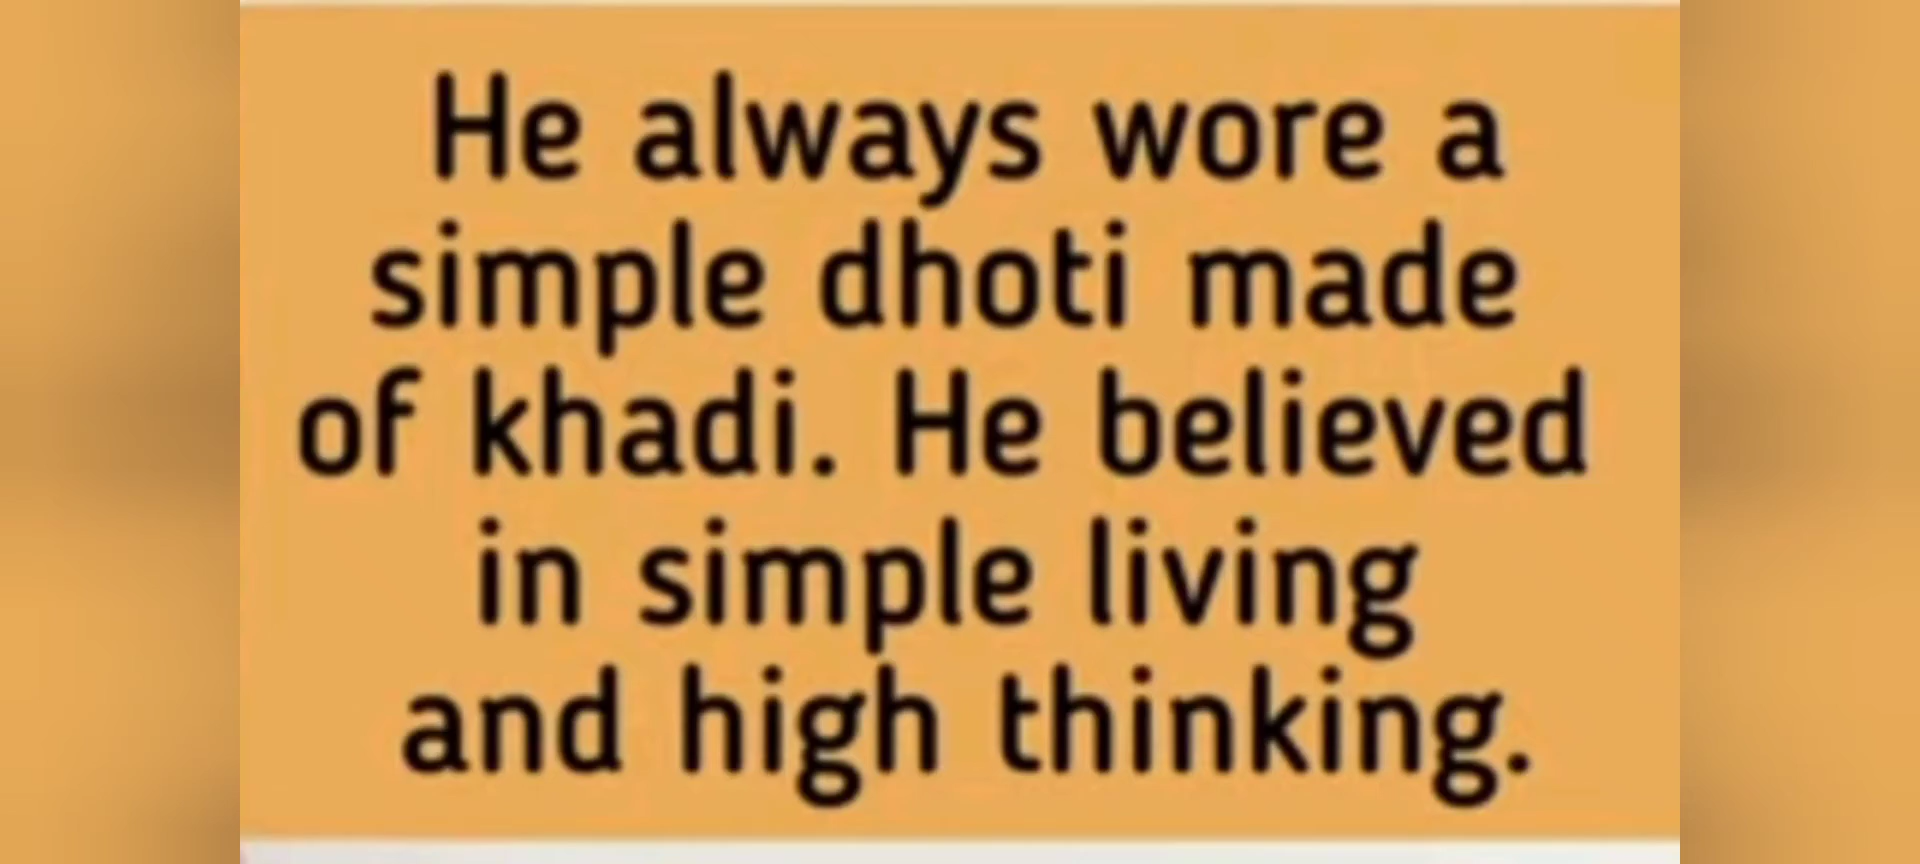 He always wore a
simple dhoti made
of khadi. He believed
in simple living
and high thinking.